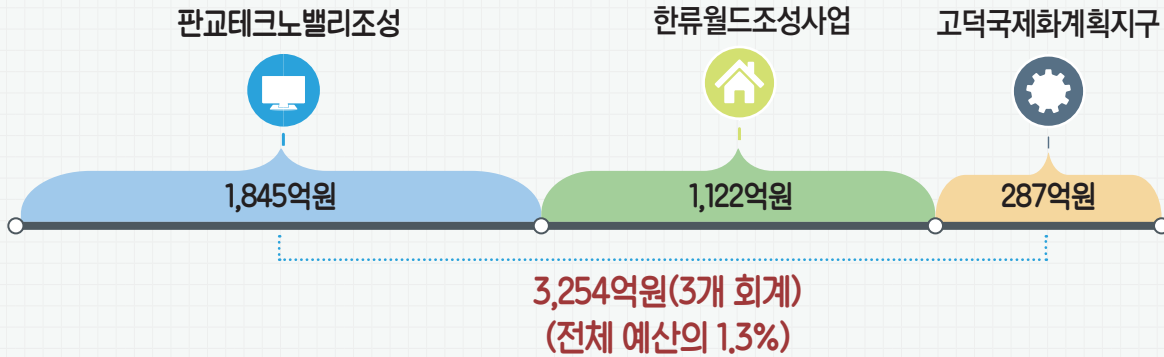 판교테크노밸리조성
한류월드조성사업
고덕국제화계획지구
1,845억원
1,122억원
287억원
3,254억원(3개 회계)
(전체 예산의 1.3%)